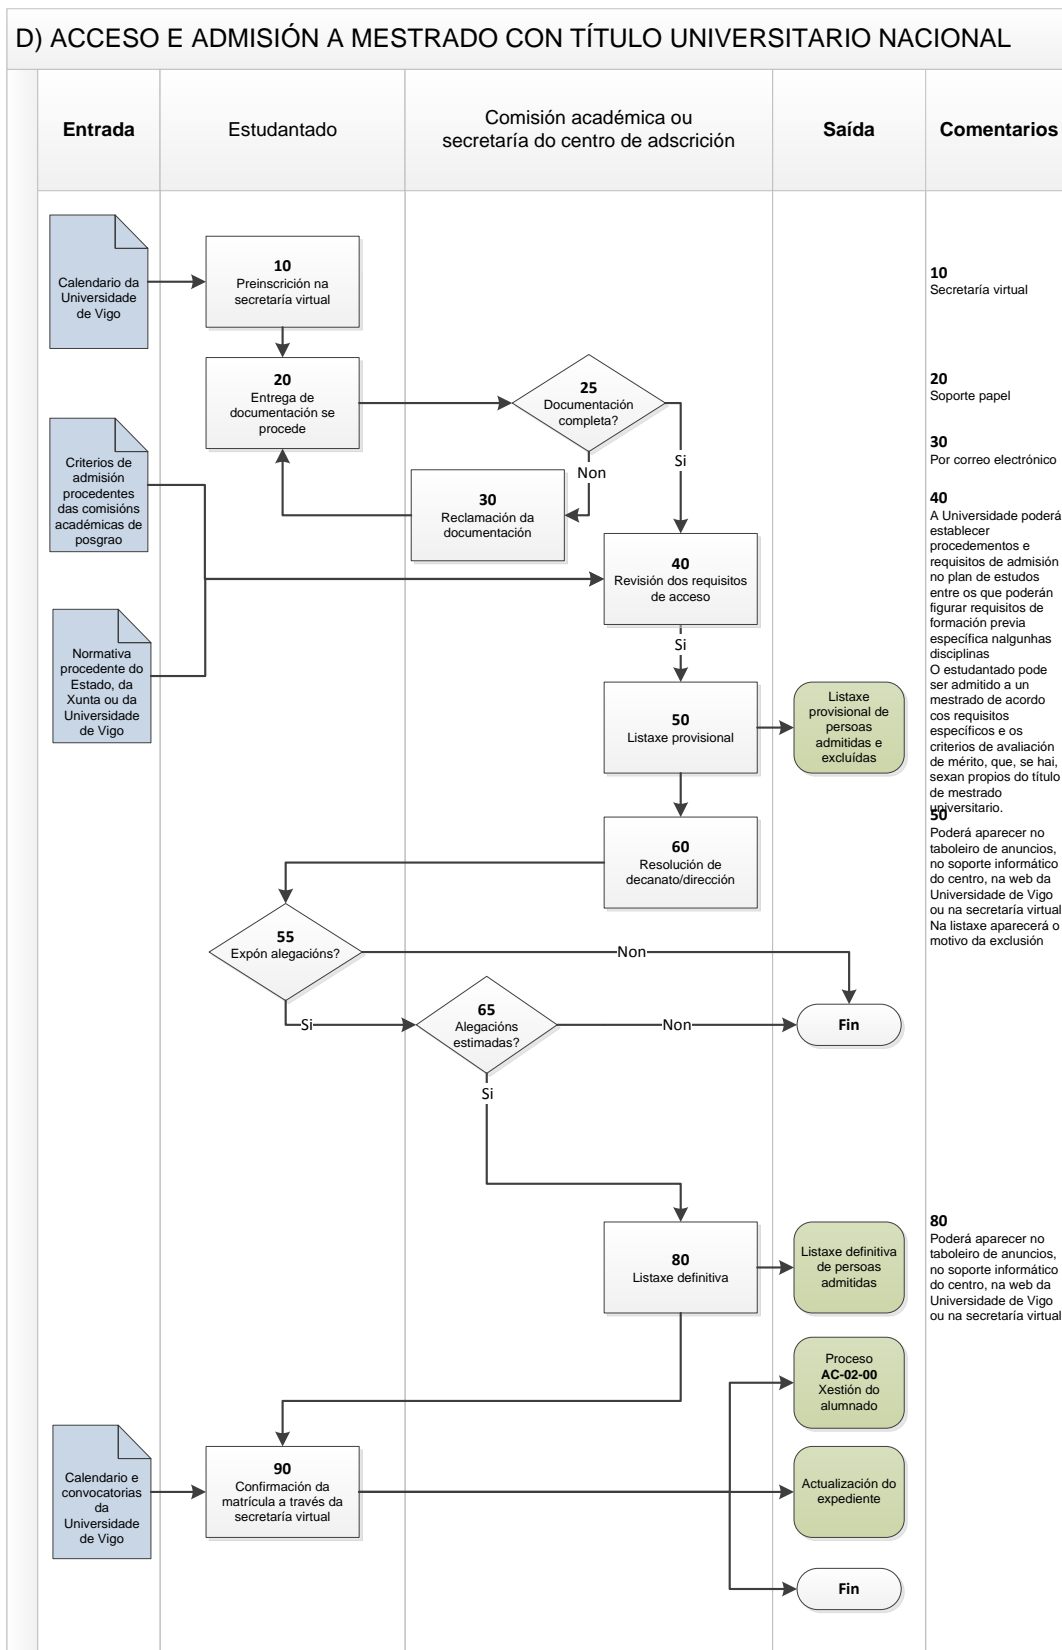 D) ACCESO E ADMISIÓN A MESTRADO CON TÍTULO UNIVERSITARIO NACIONAL
Entrada
Estudantado
Comisión académica ou
secretaría do centro de adscrición
Saída
Comentarios
Calendario da
Universidade
de Vigo
10
Preinscrición na
secretaría virtual
10
Secretaría virtual
20
Entrega de
documentación se
procede
25
Documentación
completa?
20
Soporte papel
Si
Non
30
Por correo electrónico
Criterios de
admisión
procedentes
das comisións
académicas de
posgrao
30
Reclamación da
documentación
40
Revisión dos requisitos
de acceso
40
A Universidade poderá
establecer
procedementos e
requisitos de admisión
no plan de estudos
entre os que poderán
figurar requisitos de
formación previa
específica nalgunhas
disciplinas
O estudantado pode
ser admitido a un
mestrado de acordo
cos requisitos
específicos e os
criterios de avaliación
de mérito, que, se hai,
sexan propios do título
de mestrado
universitario.
Si
Normativa
procedente do
Estado, da
Xunta ou da
Universidade
de Vigo
50
Listaxe provisional
Listaxe
provisional de
persoas
admitidas e
excluídas
50
Poderá aparecer no
taboleiro de anuncios,
no soporte informático
do centro, na web da
Universidade de Vigo
ou na secretaría virtual
Na listaxe aparecerá o
motivo da exclusión
60
Resolución de
decanato/dirección
55
Expón alegacións?
Non
Si
65
Alegacións
estimadas?
Non
Fin
Si
80
Listaxe definitiva
Listaxe definitiva
de persoas
admitidas
80
Poderá aparecer no
taboleiro de anuncios,
no soporte informático
do centro, na web da
Universidade de Vigo
ou na secretaría virtual
Proceso
AC-02-00
Xestión do
alumnado
Calendario e
convocatorias
da
Universidade
de Vigo
90
Confirmación da
matrícula a través da
secretaría virtual
Actualización do
expediente
Fin